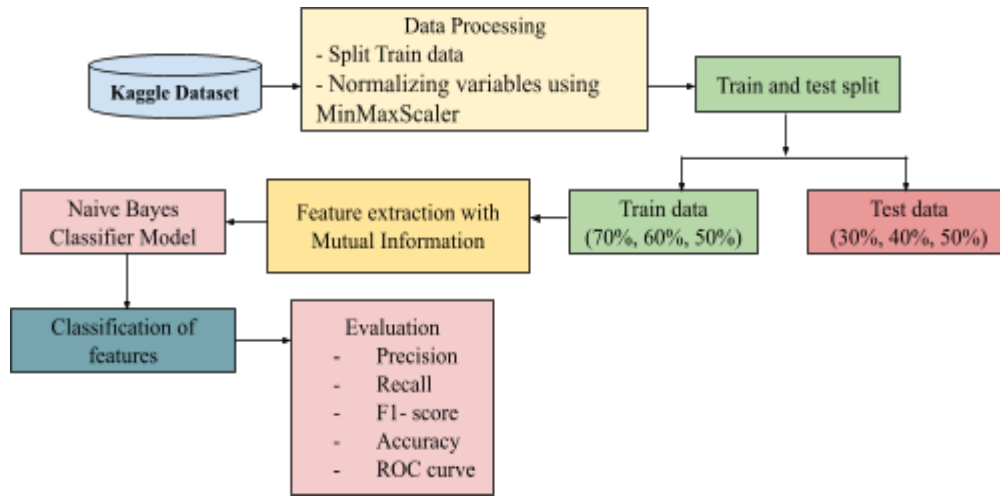 Kaggle Dataset
Data Processing
- Split Train data
- Normalizing variables using
MinMaxScaler
Train and test split
Train data
(70%, 60%, 50%)
Test data
(30%, 40%, 50%)
Feature extraction with
Mutual Information
Naive Bayes
Classifier Model
Classification of
features
Evaluation
- Precision
- Recall
- F1- score
- Accuracy
- ROC curve